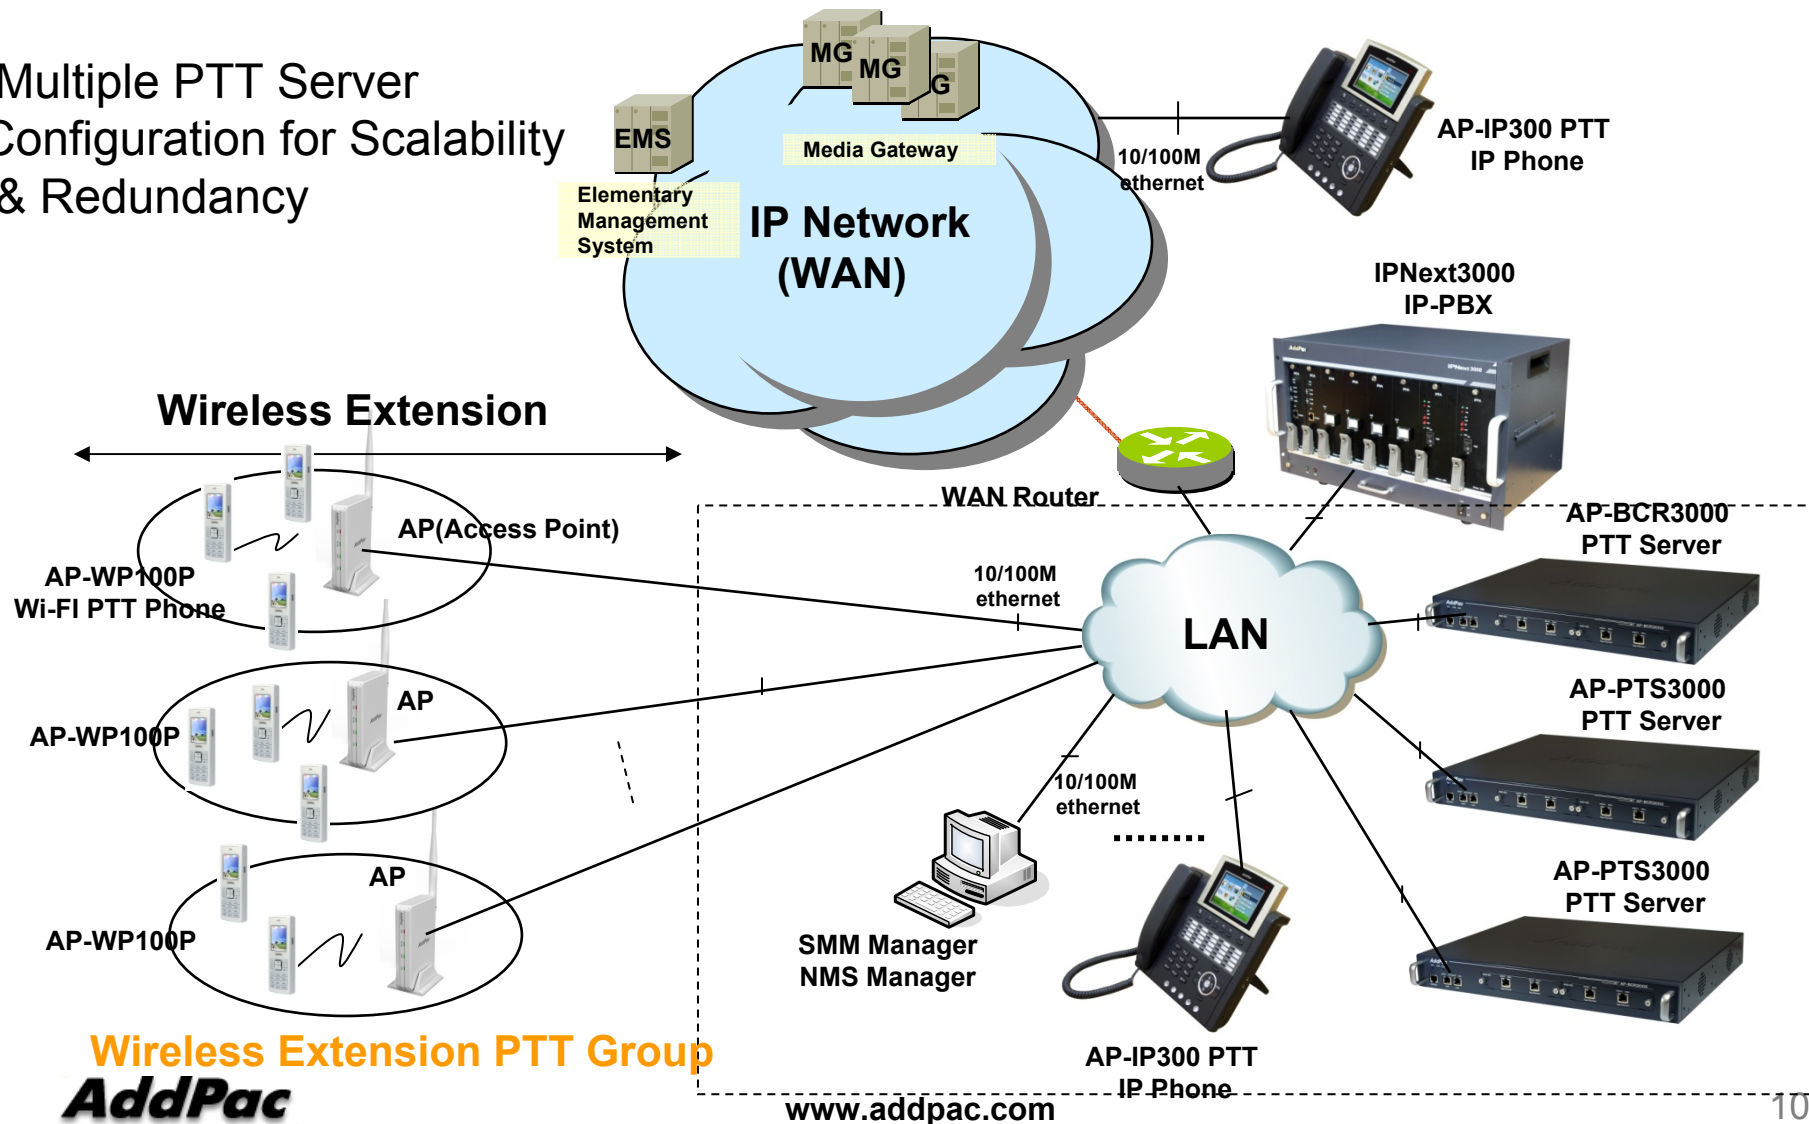 Multiple PTT Server
Configuration for Scalability
& Redundancy
MG
MG
G
EMS
Media Gateway
Elementary
Management
System
IP Network
(WAN)
10/100M
ethernet
AP-IP300 PTT
IP Phone
IPNext3000
IP-PBX
AddPac
IPNext 3000
Wireless Extension
WAN Router
AP(Access Point)
AP-WP100P
Wi-FI PTT Phone
10/100M
ethernet
LAN
AP-BCR3000
PTT Server
AddPac
AP
AP-WP100P
AP-PTS3000
PTT Server
10/100M
ethernet
AP
AP-WP100P
SMM Manager
NMS Manager
AP-PTS3000
PTT Server
AP-IP300 PTT
IP Phone
Wireless Extension PTT Group
AddPac
www.addpac.com
10